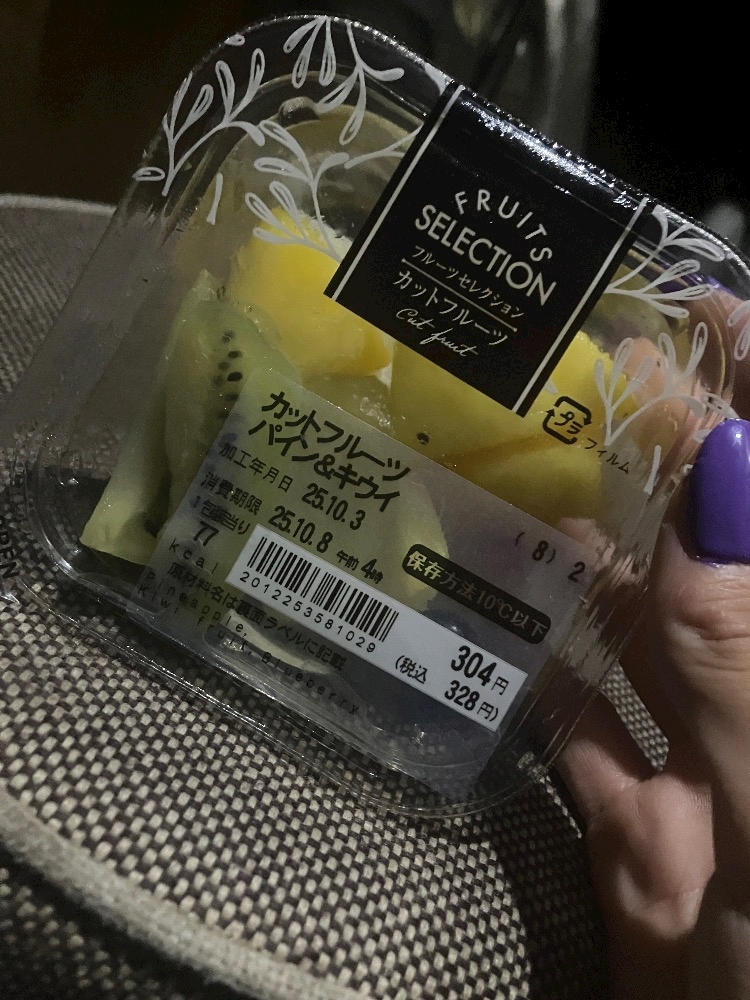 FRUITS
SELECTION
フルーツセレクション
カットフルーツ
Cut fruit
プラ
フィルム
カットフルーツ
パイン&キウイ
加工年月日 25.10.3
消費期限 25.10.8 午前 4時
1包装当り
77
kcal
(8) 2
保存方法10℃以下
原材料名は裏面ラベルに記載
Pineapple,
Kiwi fruit, Blueberry
2012253581029
304円
(税込 328円)
OPEN